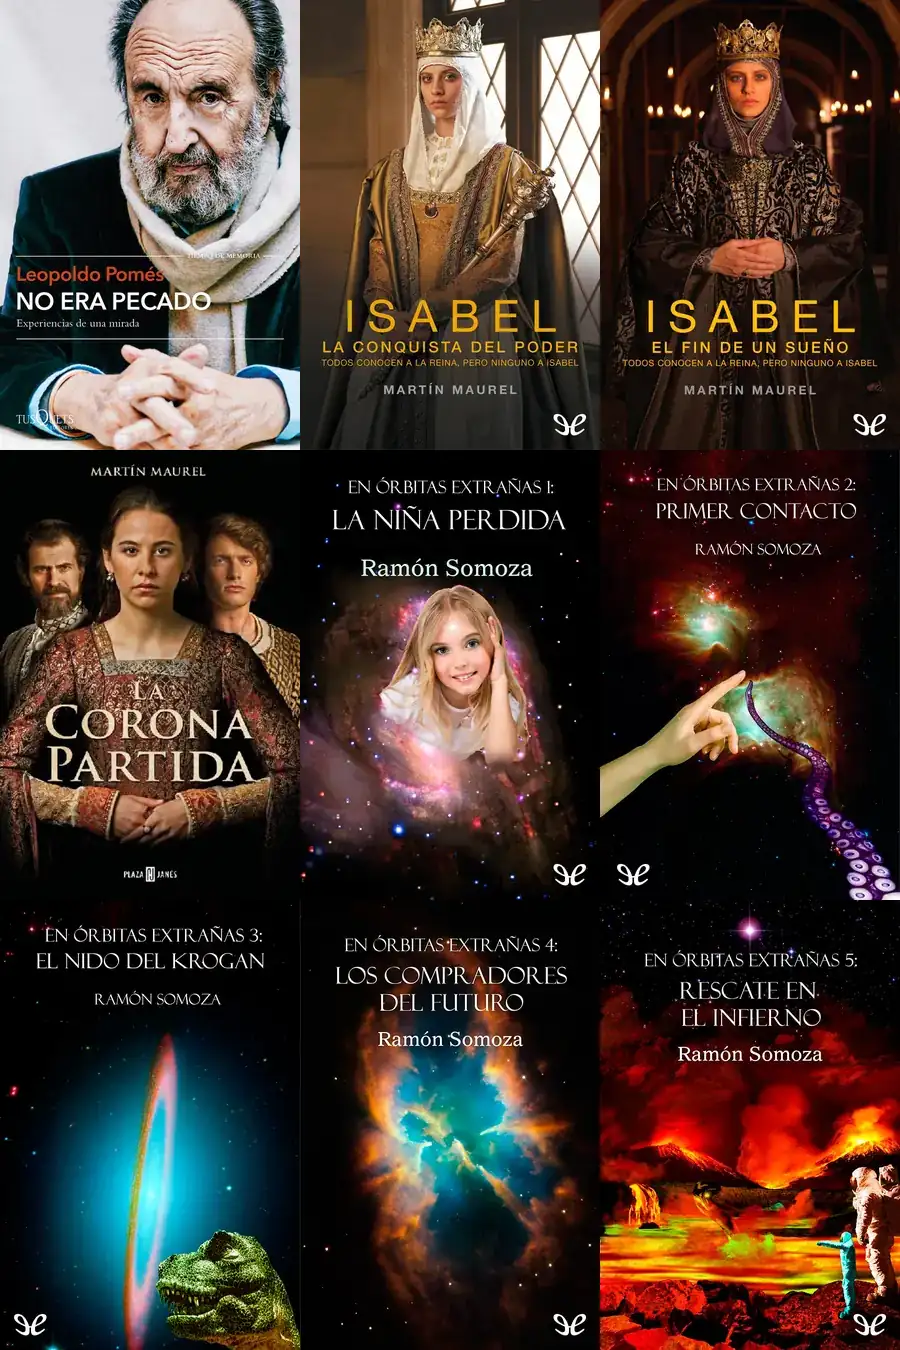 TIEMPO DE MEMORIA
Leopoldo Pomés
NO ERA PECADO
Experiencias de una mirada
TUSQUETS
ISABEL
LA CONQUISTA DEL PODER
TODOS CONOCEN A LA REINA, PERO NINGUNO A ISABEL
MARTÍN MAUREL
ISABEL
EL FIN DE UN SUEÑO
TODOS CONOCEN A LA REINA, PERO NINGUNO A ISABEL
MARTÍN MAUREL
MARTÍN MAUREL
LA
CORONA
PARTIDA
PLAZA JANÉS
EN ÓRBITAS EXTRAÑAS 1:
LA NIÑA PERDIDA
Ramón Somoza
EN ÓRBITAS EXTRAÑAS 2:
PRIMER CONTACTO
RAMÓN SOMOZA
EN ÓRBITAS EXTRAÑAS 3:
EL NIDO DEL KROGAN
RAMÓN SOMOZA
EN ÓRBITAS EXTRAÑAS 4:
LOS COMPRADORES
DEL FUTURO
Ramón Somoza
EN ÓRBITAS EXTRAÑAS 5:
RESCATE EN
EL INFIERNO
Ramón Somoza